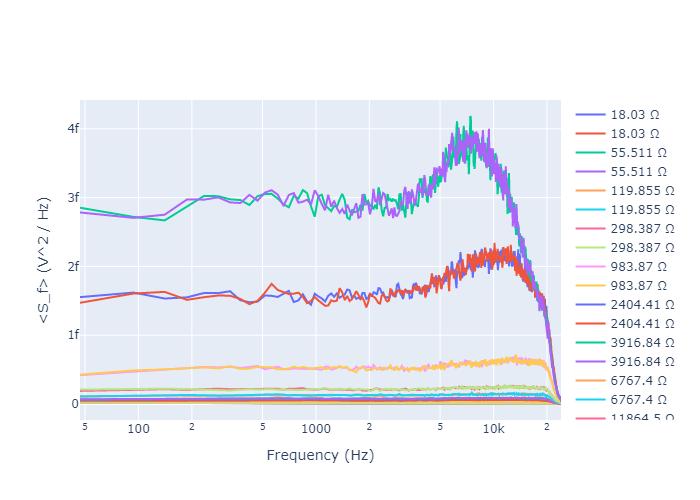 4f
3f
2f
1f
0
<S_f> (V^2 / Hz)
5
100
2
5
1000
2
5
10k
2
Frequency (Hz)
18.03 Ω
18.03 Ω
55.511 Ω
55.511 Ω
119.855 Ω
119.855 Ω
298.387 Ω
298.387 Ω
983.87 Ω
983.87 Ω
2404.41 Ω
2404.41 Ω
3916.84 Ω
3916.84 Ω
6767.4 Ω
6767.4 Ω
11864.5 Ω